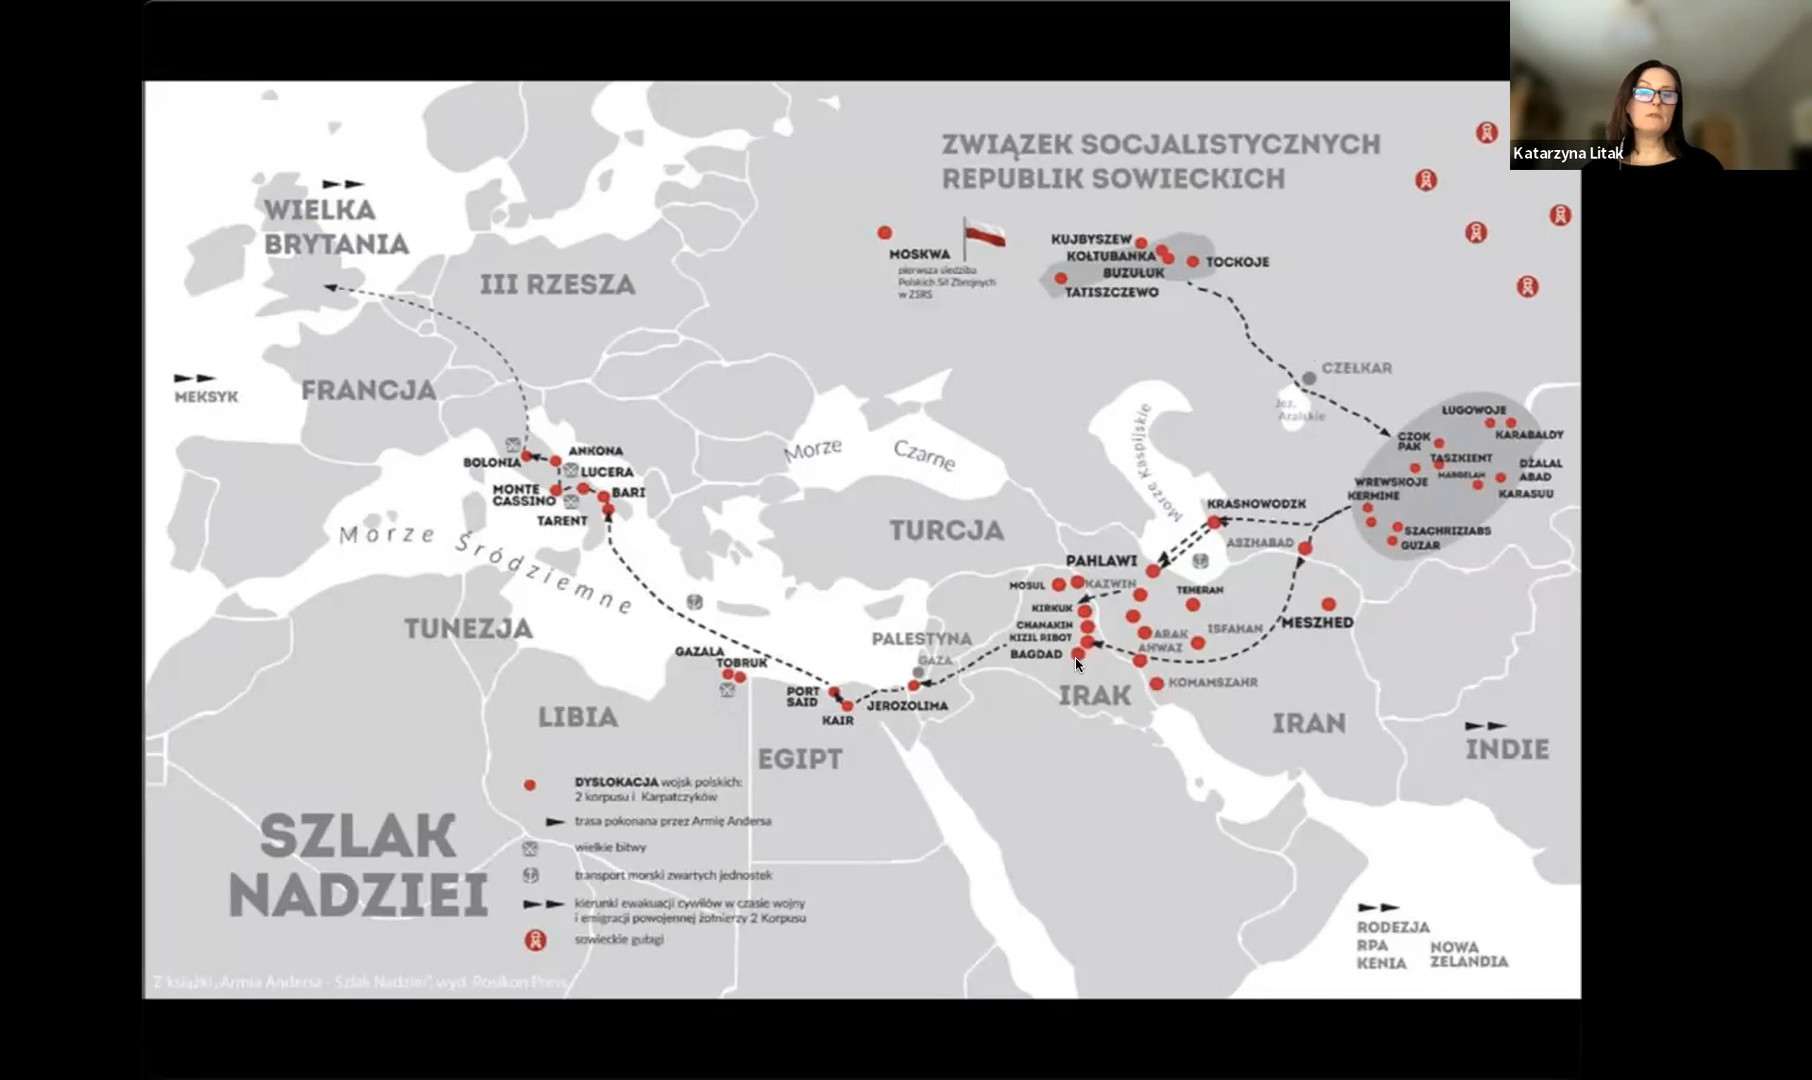 Katarzyna Litak
ZWIĄZEK SOCJALISTYCZNYCH
REPUBLIK SOWIECKICH
WIELKA
BRYTANIA
III RZESZA
MOSKWA
pierwsza siedziba
Polskich Sił Zbrojnych
w ZSRS
KUJBYSZEW
KOŁTUBANKA
BUZUŁUK
TOCKOJE
TATISZCZEWO
MEKSYK
FRANCJA
CZEŁKAR
Jez.
Aralskie
Morze Kaspijskie
Morze Czarne
ŁUGOWOJE
KARABAŁDY
CZOK
PAK
TASZKIENT
MARGELAN
DŻALAL
ABAD
WREWSKOJE
KARASUU
KERMINE
SZACHRIZIABS
GUZAR
BOLONIA
ANKONA
LUCERA
MONTE
CASSINO
BARI
TARENT
Morze Śródziemne
TURCJA
KRASNOWODZK
ASZHABAD
PAHLAWI
MOSUL
KAZWIN
TEHERAN
KIRKUK
CHANAKIN
KIZIL RIBOT
BAGDAD
ARAK
ISFAHAN
AHWAZ
MESZHED
KOMAMSZAHR
TUNEZJA
PALESTYNA
GAZA
GAZALA
TOBRUK
PORT
SAID
KAIR
JEROZOLIMA
IRAK
IRAN
LIBIA
EGIPT
INDIE
SZLAK
NADZIEI
DYSLOKACJA wojsk polskich:
2 korpusu i Karpatczyków
trasa pokonana przez Armię Andersa
wielkie bitwy
transport morski zwartych jednostek
kierunki ewakuacji cywilów w czasie wojny
i emigracji powojennej żołnierzy 2 Korpusu
sowieckie gułagi
RODEZJA
RPA
KENIA
NOWA
ZELANDIA
Z książki „Armia Andersa - Szlak Nadziei”, wyd. Rosikon Press